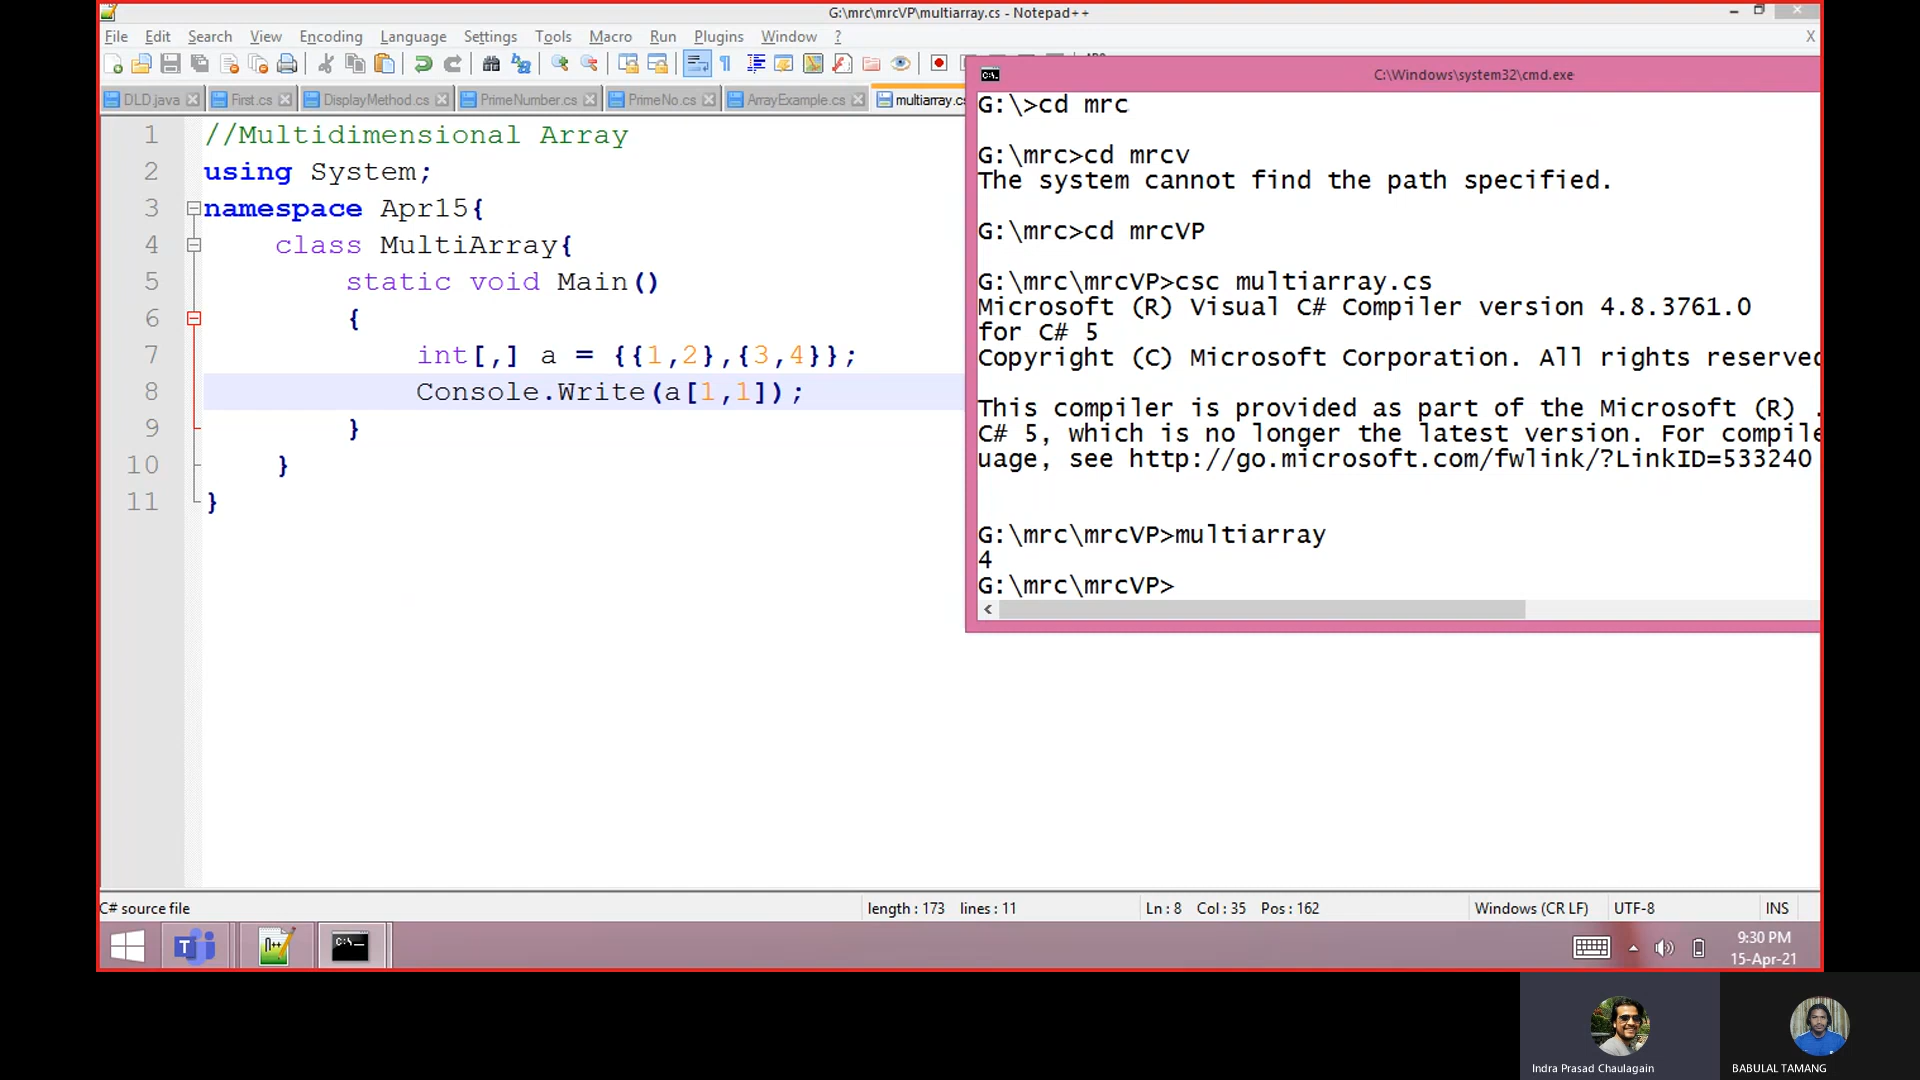 G:\mrc\mrcVP\multiarray.cs - Notepad++
File Edit Search View Encoding Language Settings Tools Macro Run Plugins Window ? X
DLD.java First.cs DisplayMethod.cs PrimeNumber.cs PrimeNo.cs ArrayExample.cs multiarray.cs
1 //Multidimensional Array
2 using System;
3 namespace Apr15{
4 class MultiArray{
5 static void Main()
6 {
7 int[,] a = {{1,2},{3,4}};
8 Console.Write(a[1,1]);
9 }
10 }
11 }
C:\Windows\system32\cmd.exe
G:\>cd mrc
G:\mrc>cd mrcv
The system cannot find the path specified.
G:\mrc>cd mrcVP
G:\mrc\mrcVP>csc multiarray.cs
Microsoft (R) Visual C# Compiler version 4.8.3761.0
for C# 5
Copyright (C) Microsoft Corporation. All rights reserved
This compiler is provided as part of the Microsoft (R) .
C# 5, which is no longer the latest version. For compile
uage, see http://go.microsoft.com/fwlink/?LinkID=533240
G:\mrc\mrcVP>multiarray
4
G:\mrc\mrcVP>
C# source file length : 173 lines : 11 Ln : 8 Col : 35 Pos : 162 Windows (CR LF) UTF-8 INS
9:30 PM
15-Apr-21
Indra Prasad Chaulagain
BABULAL TAMANG